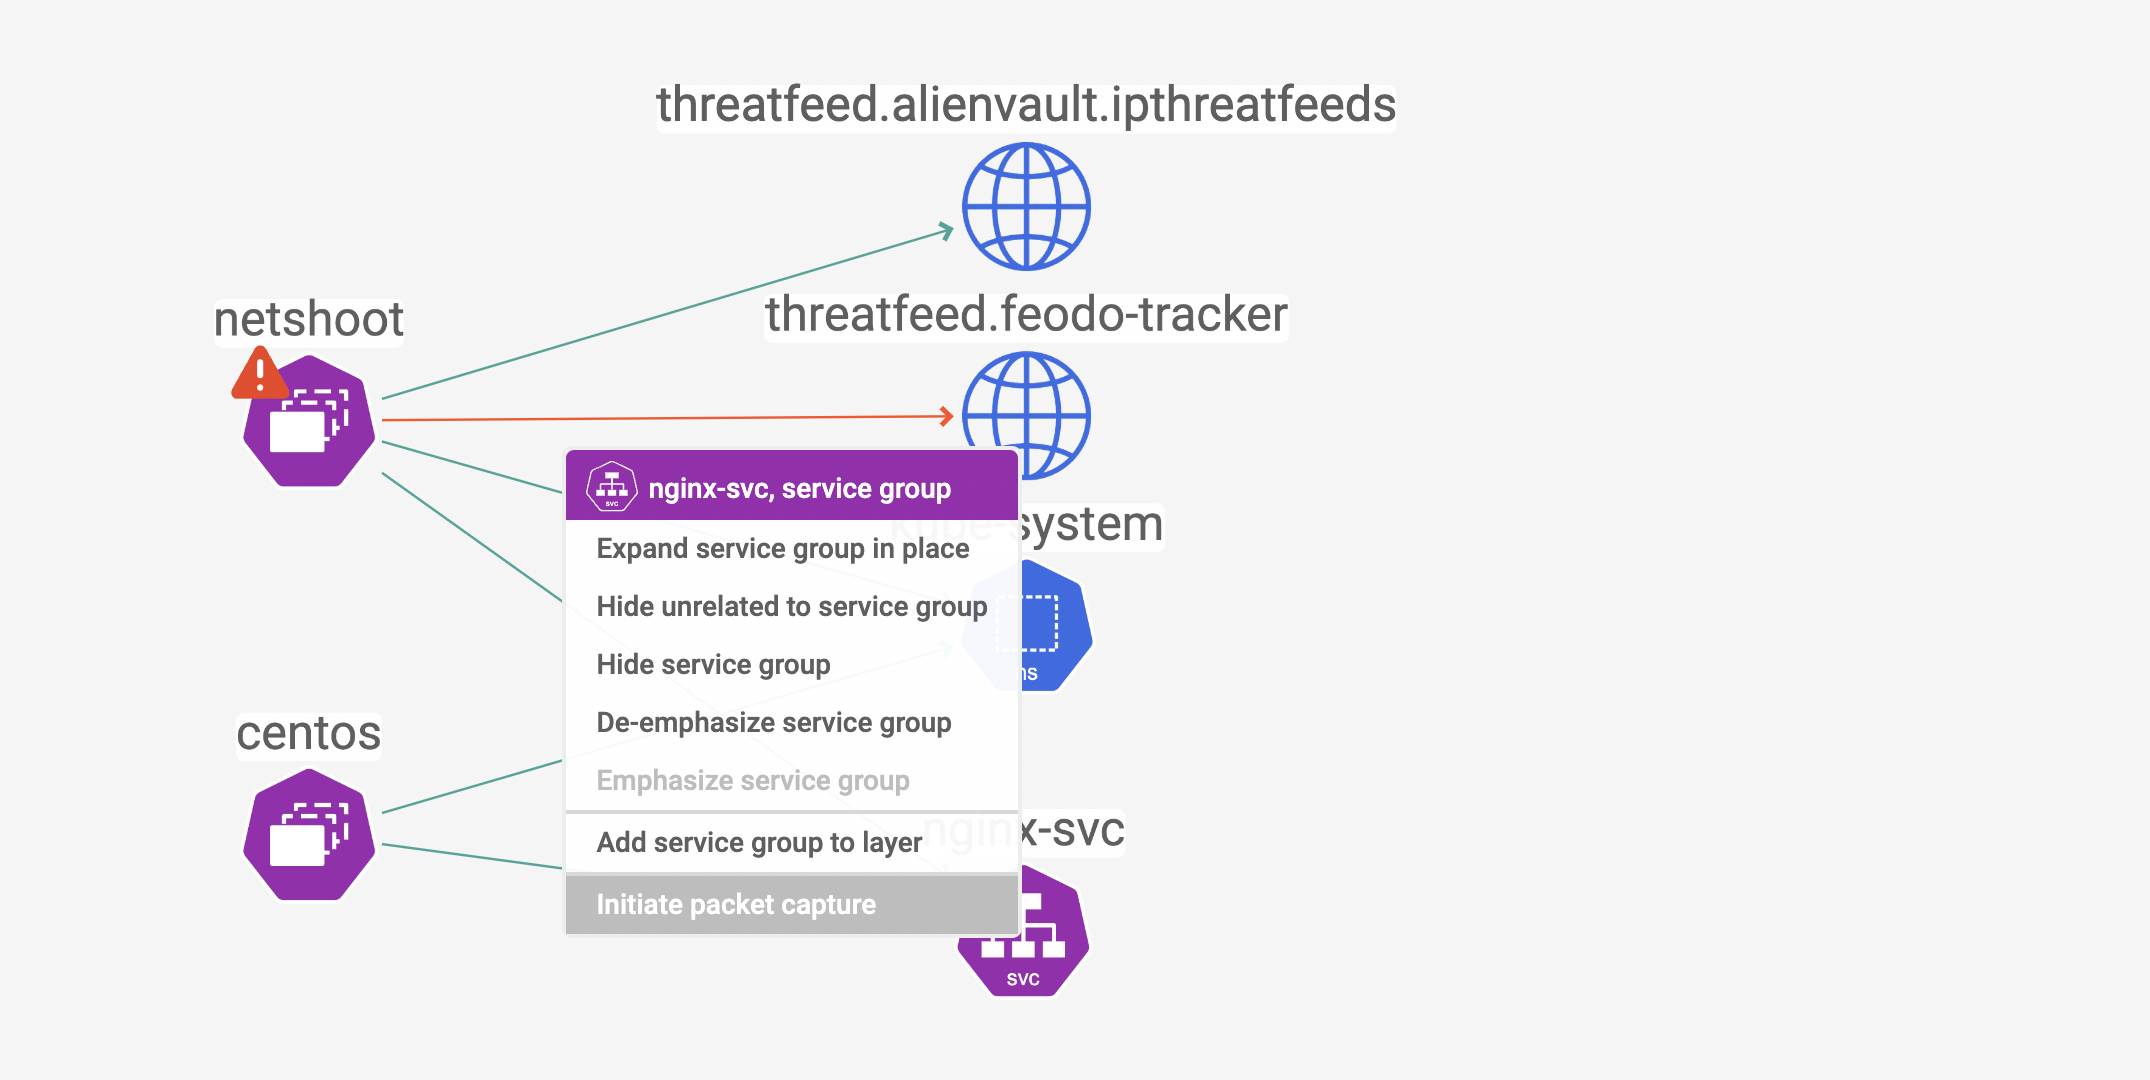 threatfeed.alienvault.ipthreatfeeds
netshoot
threatfeed.feodo-tracker
svc
nginx-svc, service group
kube-system
Expand service group in place
Hide unrelated to service group
Hide service group
ns
De-emphasize service group
centos
Emphasize service group
Add service group to layer
nginx-svc
Initiate packet capture
svc